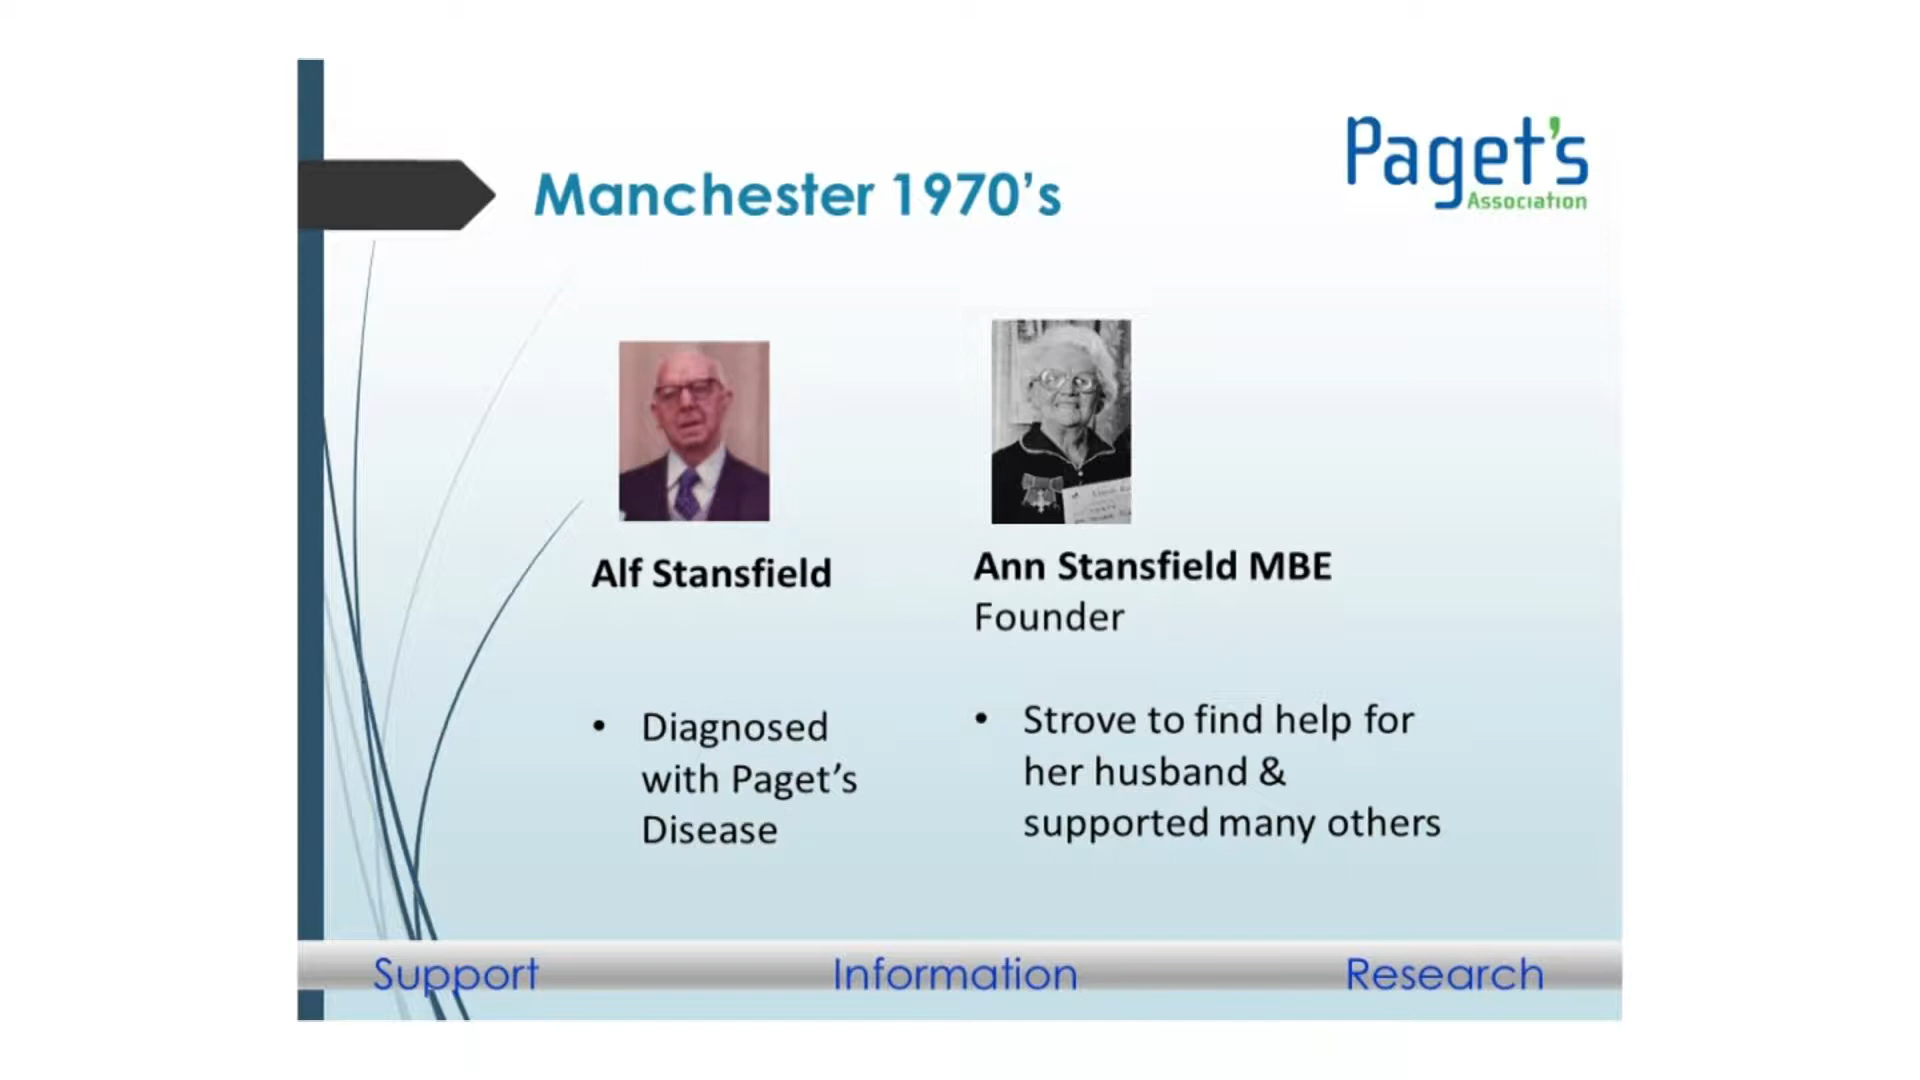 Paget's
Association
Manchester 1970's
Alf Stansfield
Diagnosed
with Paget's
Disease
Ann Stansfield MBE
Founder
Strove to find help for
her husband &
supported many others
Support
Information
Research